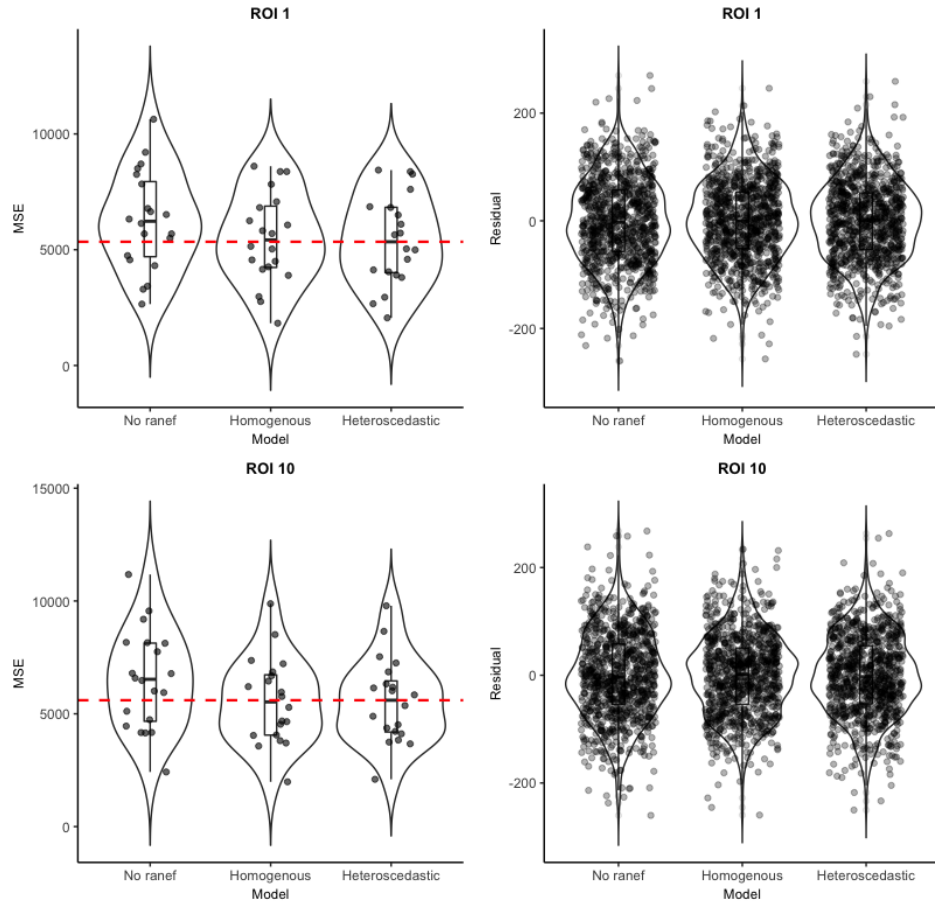 ROI 1
MSE
10000
5000
0
No ranef Homogenous Heteroscedastic
Model
ROI 1
Residual
200
0
-200
No ranef Homogenous Heteroscedastic
Model
ROI 10
MSE
15000
10000
5000
0
No ranef Homogenous Heteroscedastic
Model
ROI 10
Residual
200
0
-200
No ranef Homogenous Heteroscedastic
Model